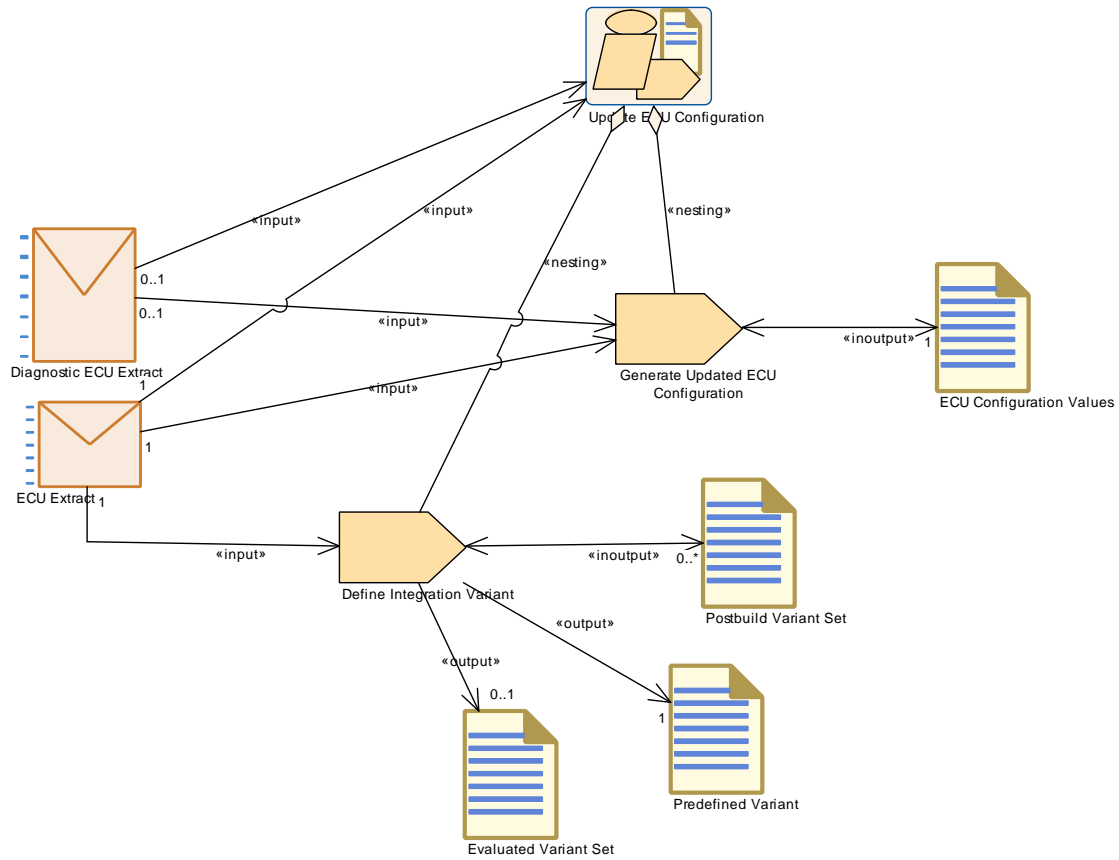 Update ECU Configuration
«input»
«input»
«nesting»
«nesting»
0..1
0..1
«input»
«inoutput»
1
Diagnostic ECU Extract
Generate Updated ECU
Configuration
1
«input»
ECU Configuration Values
1
ECU Extract
1
«input»
«inoutput»
0..*
Define Integration Variant
Postbuild Variant Set
«output»
«output»
0..1
1
Predefined Variant
Evaluated Variant Set